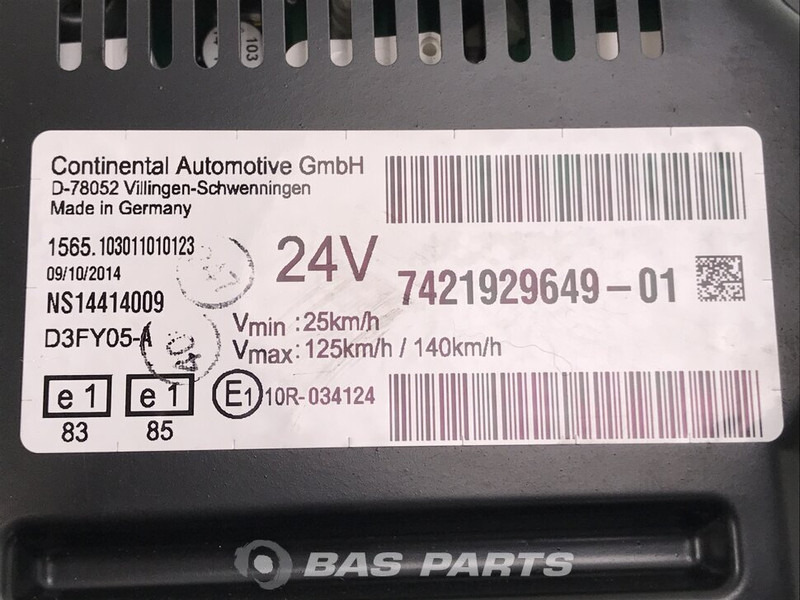 103
Continental Automotive GmbH
D-78052 Villingen-Schwenningen
Made in Germany
1565.103011010123
09/10/2014
24V
7421929649-01
NS14414009
D3FY05-A
40
Vmin :25km/h
Vmax: 125km/h / 140km/h
e 1
e 1
E1
10R-034124
83
85
BAS PARTS